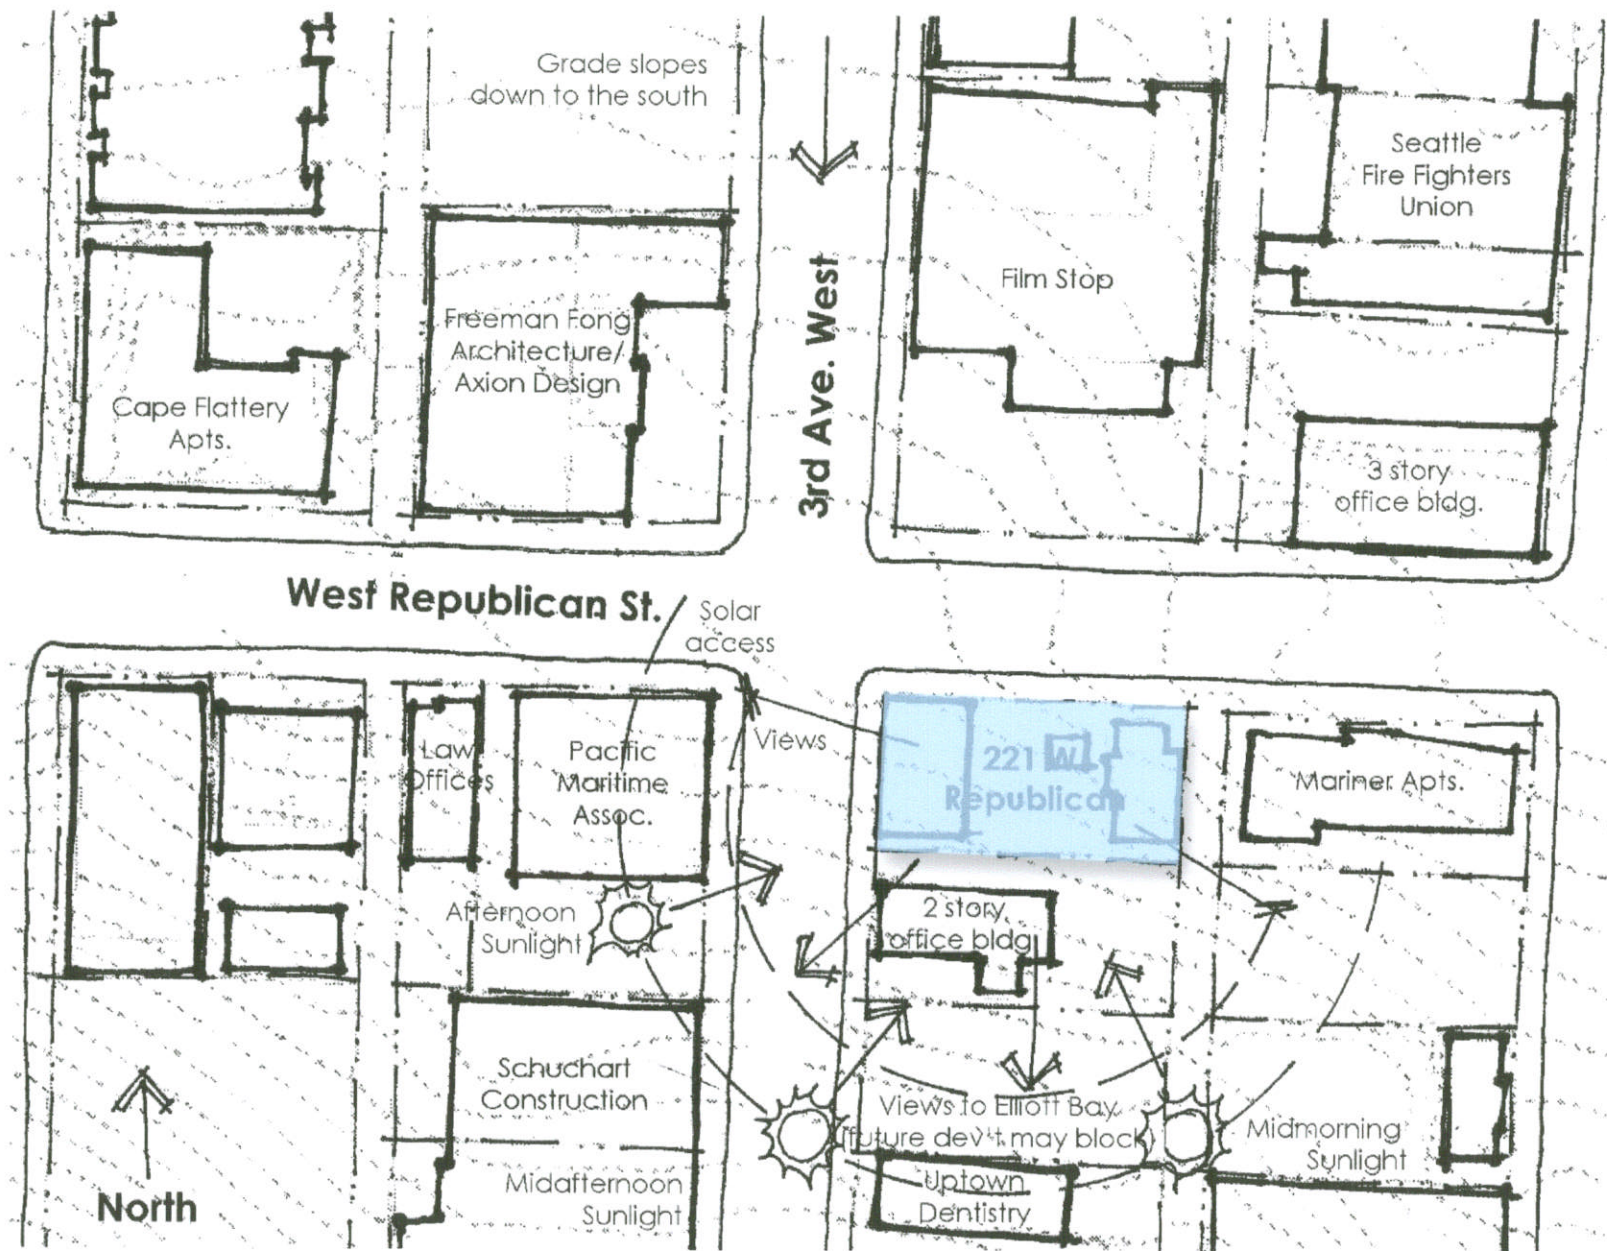 Grade slopes
down to the south
Seattle
Fire Fighters
Union
Film Stop
3rd Ave. West
Freeman Fong
Architecture/
Axion Design
Cape Flattery
Apts.
3 story
office bldg.
West Republican St.
Solar
access
Views
Law
Offices
Pacific
Maritime
Assoc.
221 W.
Republican
Mariner Apts.
Afternoon
Sunlight
2 story
office bldg
Schuchart
Construction
Views to Elliott Bay
(future dev't may block)
Midmorning
Sunlight
North
Midafternoon
Sunlight
Uptown
Dentistry